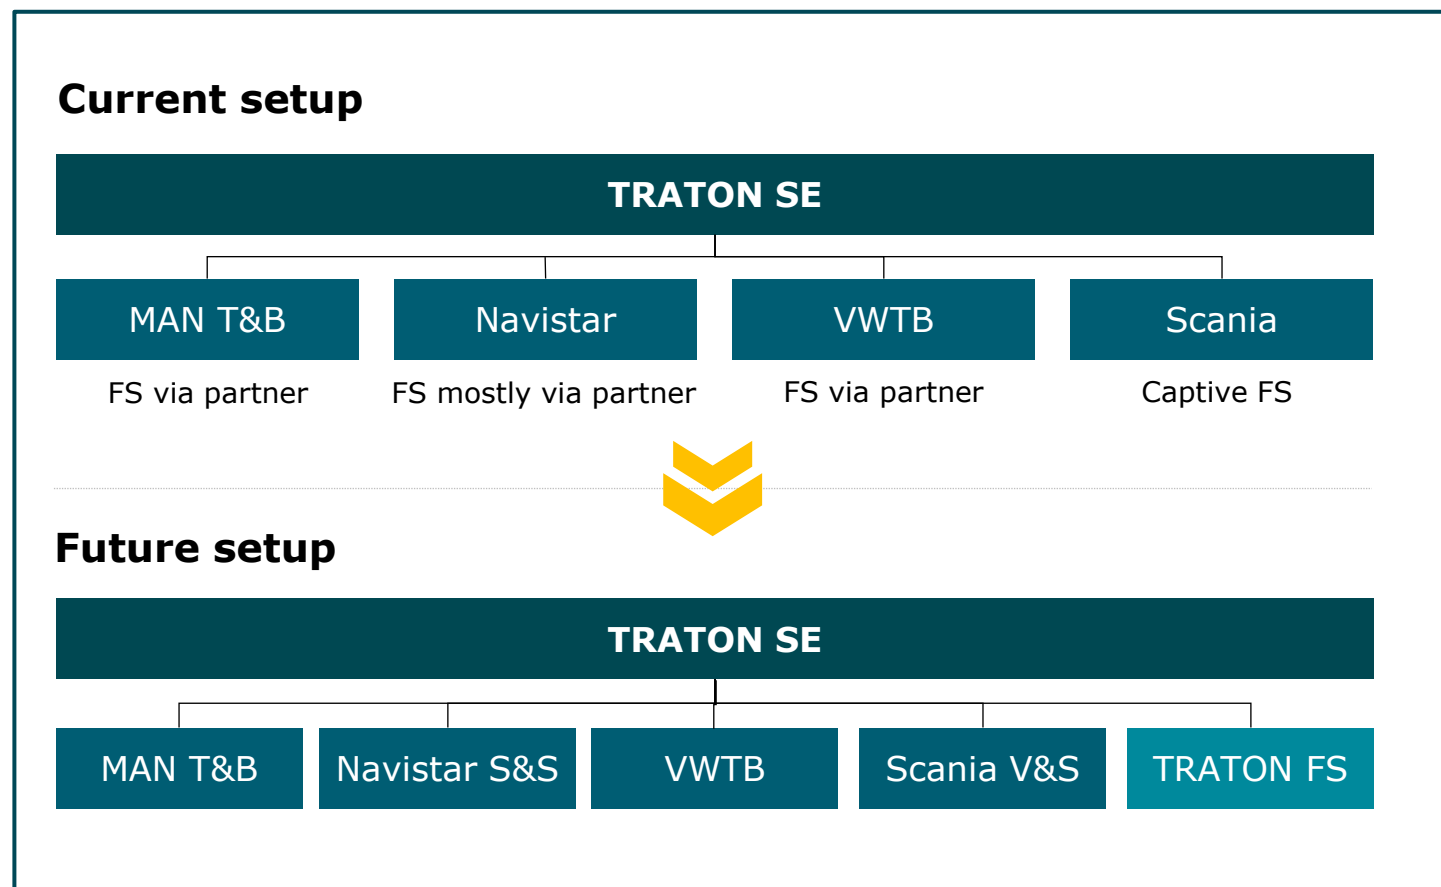 Current setup
TRATON SE
MAN T&B
Navistar
VWTB
Scania
FS via partner
FS mostly via partner
FS via partner
Captive FS
Future setup
TRATON SE
MAN T&B
Navistar S&S
VWTB
Scania V&S
TRATON FS